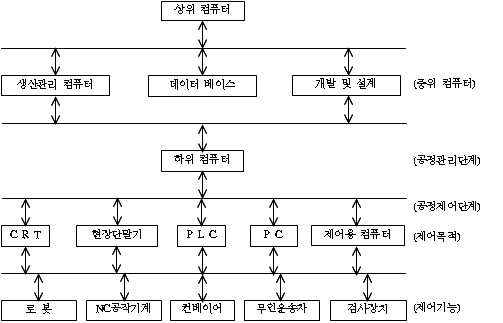 상위 컴퓨터
생산관리 컴퓨터 데이터 베이스 개발 및 설계 (중위 컴퓨터)
하위 컴퓨터 (공정관리단계)
(공정제어단계)
C R T 현장단말기 P L C P C 제어용 컴퓨터 (제어목적)
로 봇 NC공작기계 컨베이어 무인운송차 검사장치 (제어기능)